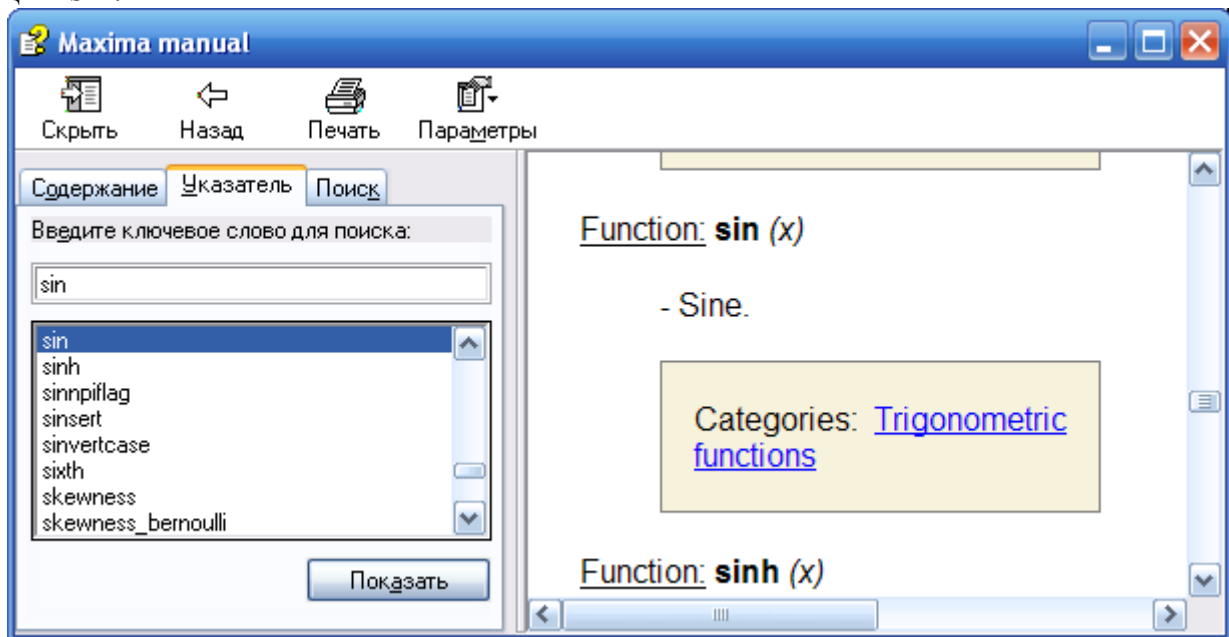 Maxima manual
Скрыть Назад Печать Параметры
Содержание Указатель Поиск
Введите ключевое слово для поиска:
sin
sin
sinh
sinnpiflag
sinsert
sinvertcase
sixth
skewness
skewness_bernoulli
Показать
Function: sin (x)
- Sine.
Categories: Trigonometric
functions
Function: sinh (x)